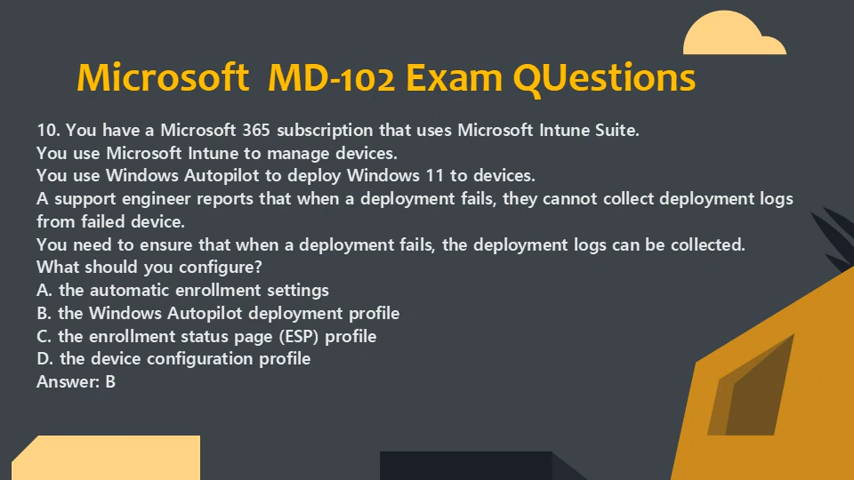 Microsoft MD-102 Exam QUestions
10. You have a Microsoft 365 subscription that uses Microsoft Intune Suite.
You use Microsoft Intune to manage devices.
You use Windows Autopilot to deploy Windows 11 to devices.
A support engineer reports that when a deployment fails, they cannot collect deployment logs
from failed device.
You need to ensure that when a deployment fails, the deployment logs can be collected.
What should you configure?
A. the automatic enrollment settings
B. the Windows Autopilot deployment profile
C. the enrollment status page (ESP) profile
D. the device configuration profile
Answer: B